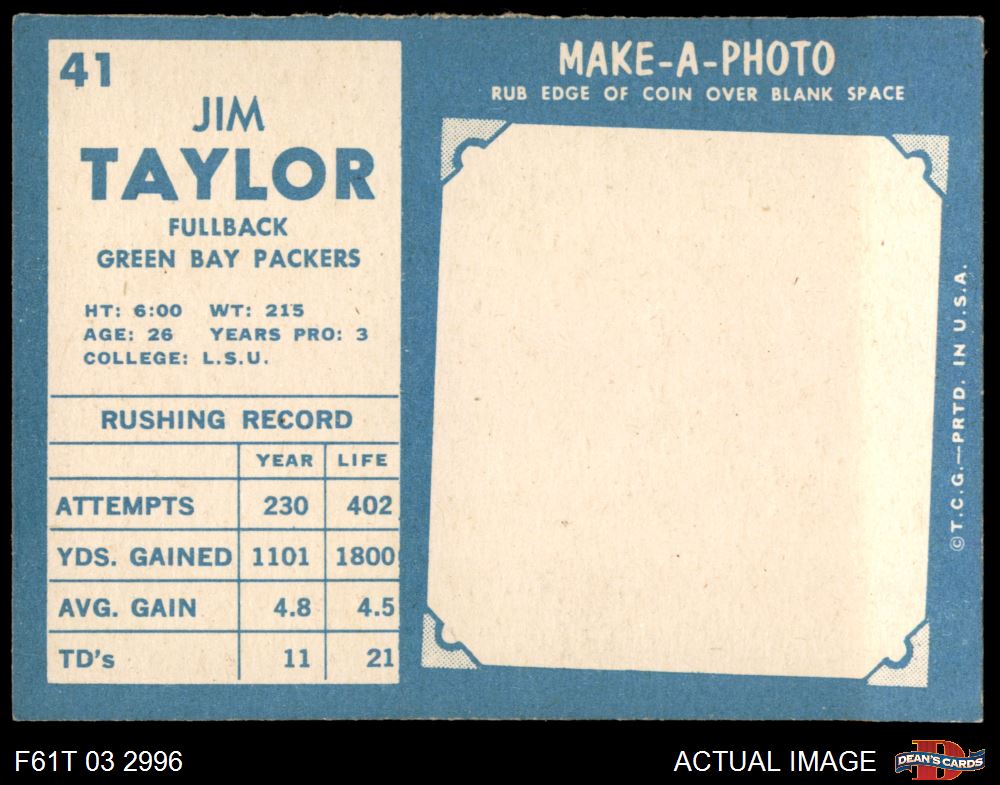 41
JIM
TAYLOR
FULLBACK
GREEN BAY PACKERS
HT: 6:00 WT: 215
AGE: 26 YEARS PRO: 3
COLLEGE: L.S.U.
RUSHING RECORD
YEAR LIFE
ATTEMPTS 230 402
YDS. GAINED 1101 1800
AVG. GAIN 4.8 4.5
TD's 11 21
MAKE-A-PHOTO
RUB EDGE OF COIN OVER BLANK SPACE
©T.C.G.—PRTD. IN U.S.A.
F61T 03 2996
ACTUAL IMAGE
D
DEAN'S CARDS